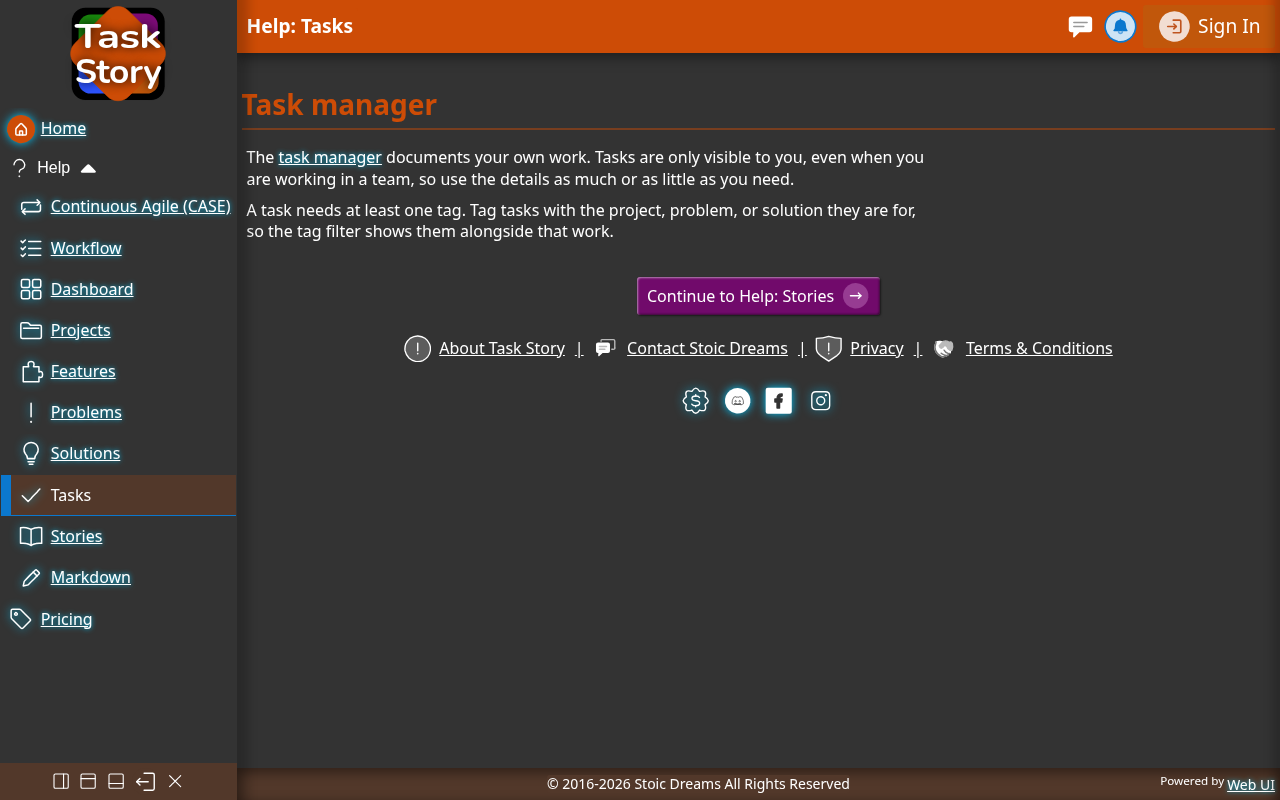 Task
Story
Home
Help
Continuous Agile (CASE)
Workflow
Dashboard
Projects
Features
Problems
Solutions
Tasks
Stories
Markdown
Pricing
Help: Tasks
Sign In
Task manager
The task manager documents your own work. Tasks are only visible to you, even when you
are working in a team, so use the details as much or as little as you need.
A task needs at least one tag. Tag tasks with the project, problem, or solution they are for,
so the tag filter shows them alongside that work.
Continue to Help: Stories
About Task Story | Contact Stoic Dreams | Privacy | Terms & Conditions
© 2016-2026 Stoic Dreams All Rights Reserved
Powered by Web UI